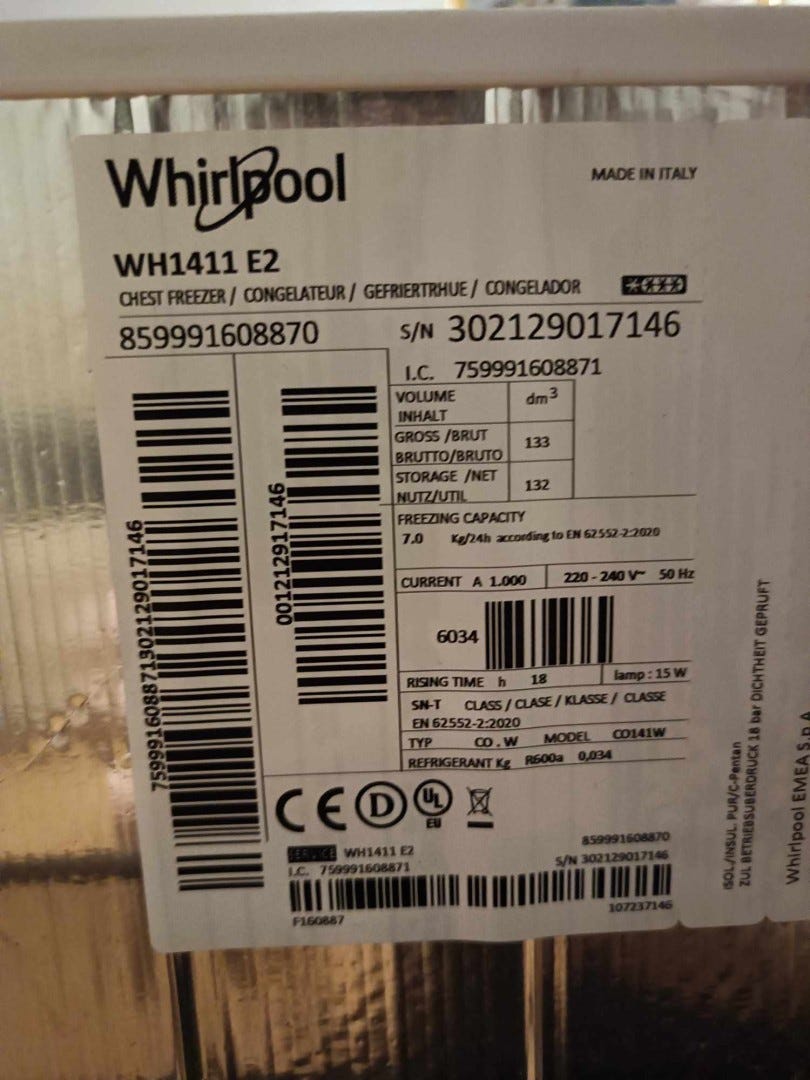 Whirlpool
MADE IN ITALY
WH1411 E2
CHEST FREEZER / CONGELATEUR / GEFRIERTRHUE / CONGELADOR
859991608870 S/N 302129017146
I.C. 759991608871
VOLUME INHALT dm3
GROSS /BRUT BRUTTO/BRUTO 133
STORAGE /NET NUTZ/UTIL 132
FREEZING CAPACITY
7.0 Kg/24h according to EN 62552-2:2020
CURRENT A 1.000 220 - 240 V~ 50 Hz
6034
RISING TIME h 18 lamp : 15 W
SN-T CLASS / CLASE / KLASSE / CLASSE
EN 62552-2:2020
TYP CO . W MODEL CO141W
REFRIGERANT Kg R600a 0,034
759991608871302129017146
001212917146
CE D UL
EU
SERVICE WH1411 E2 859991608870
I.C. 759991608871 S/N 302129017146
F160887 107237146
ISOL./INSUL. PUR/C-Pentan
ZUL BETRIEBSUBERDRUCK 18 bar DICHTHEIT GEPRUFT
Whirlpool EMEA S.p.A